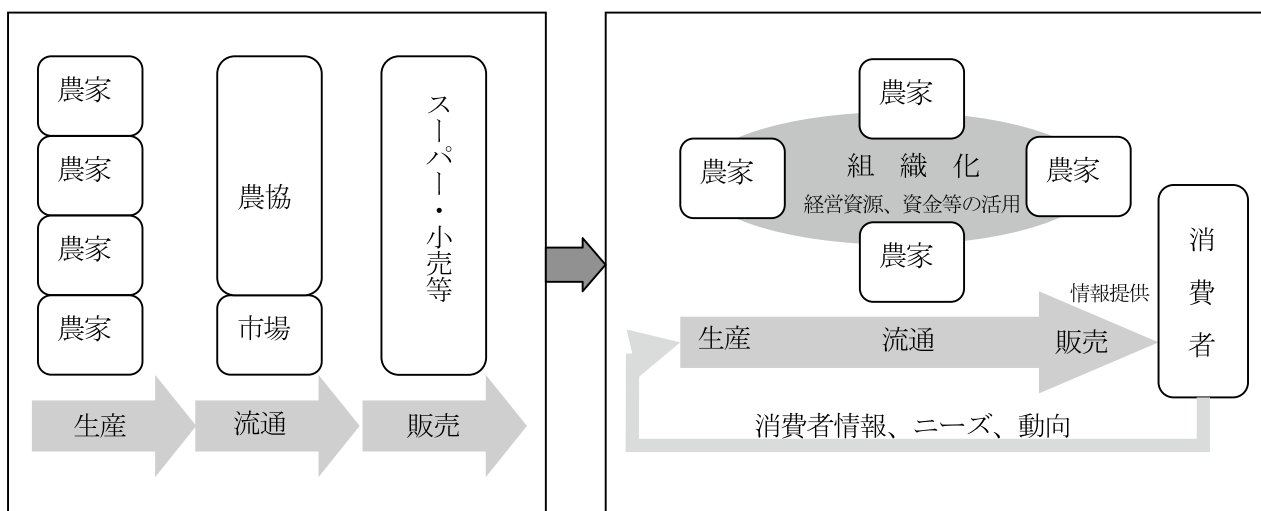 農家
農家
農家
農家
農協
市場
スーパー・小売等
生産
流通
販売
農家
農家
農家
農家
組織化
経営資源、資金等の活用
消費者
情報提供
生産
流通
販売
消費者情報、ニーズ、動向